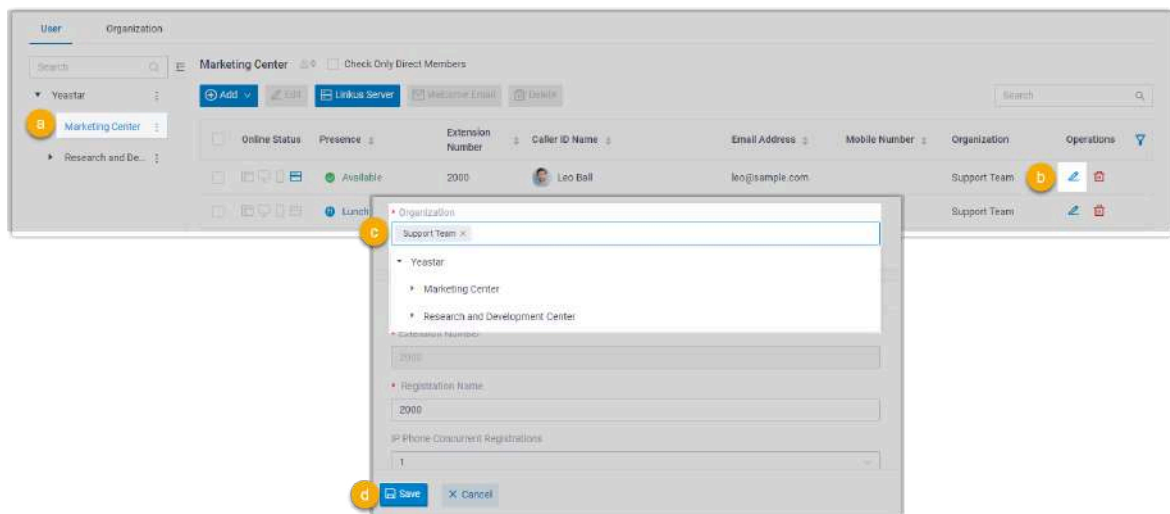 User Organization
Search Marketing Center Check Only Direct Members
Yeastar Add Edit Linkus Server Welcome Email Delete Search
a Marketing Center Online Status Presence Extension Number Caller ID Name Email Address Mobile Number Organization Operations
Research and De...
Available 2000 Leo Ball leo@sample.com Support Team b
Lunch Support Team
* Organization
c Support Team ×
Yeastar
Marketing Center
Research and Development Center
* Extension Number
2000
* Registration Name
2000
IP Phone Concurrent Registrations
1
d Save × Cancel